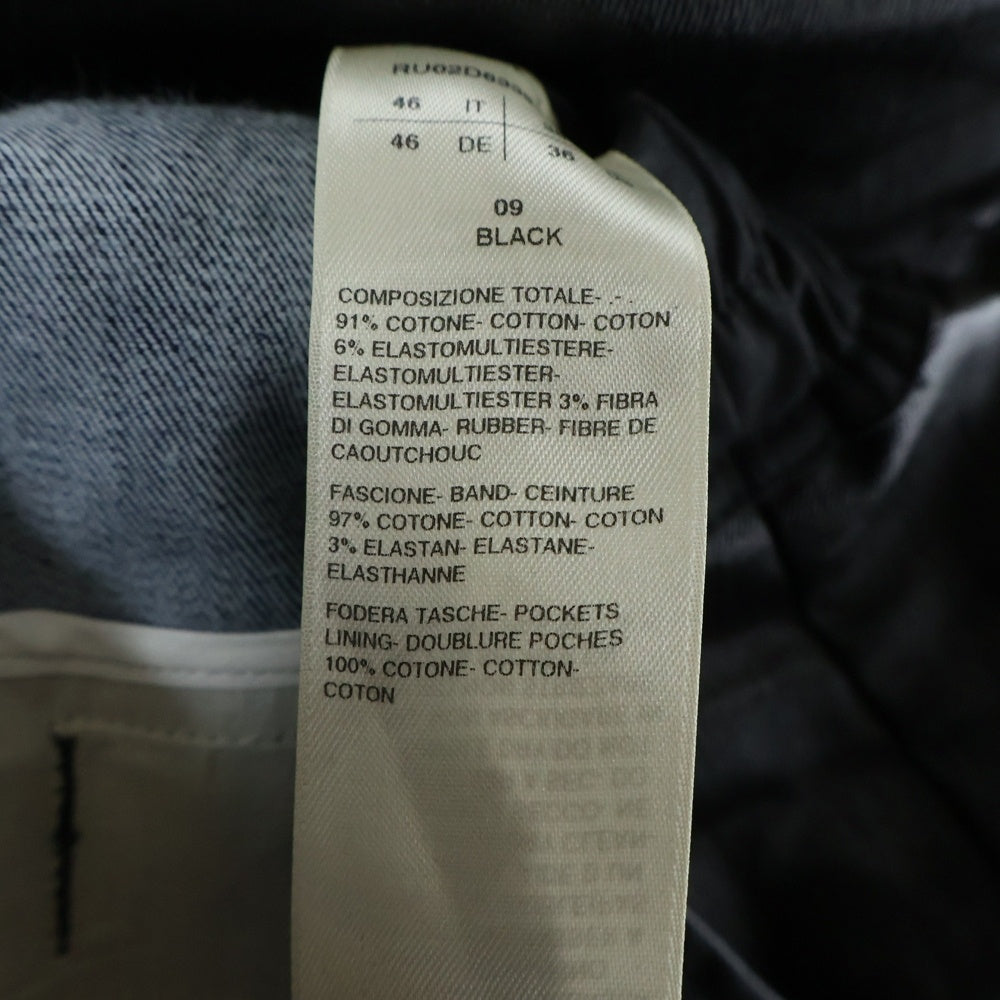 46 IT
46 DE 36
09
BLACK
COMPOSIZIONE TOTALE- .- .
91% COTONE- COTTON- COTON
6% ELASTOMULTIESTERE-
ELASTOMULTIESTER-
ELASTOMULTIESTER 3% FIBRA
DI GOMMA- RUBBER- FIBRE DE
CAOUTCHOUC
FASCIONE- BAND- CEINTURE
97% COTONE- COTTON- COTON
3% ELASTAN- ELASTANE-
ELASTHANNE
FODERA TASCHE- POCKETS
LINING- DOUBLURE POCHES
100% COTONE- COTTON-
COTON